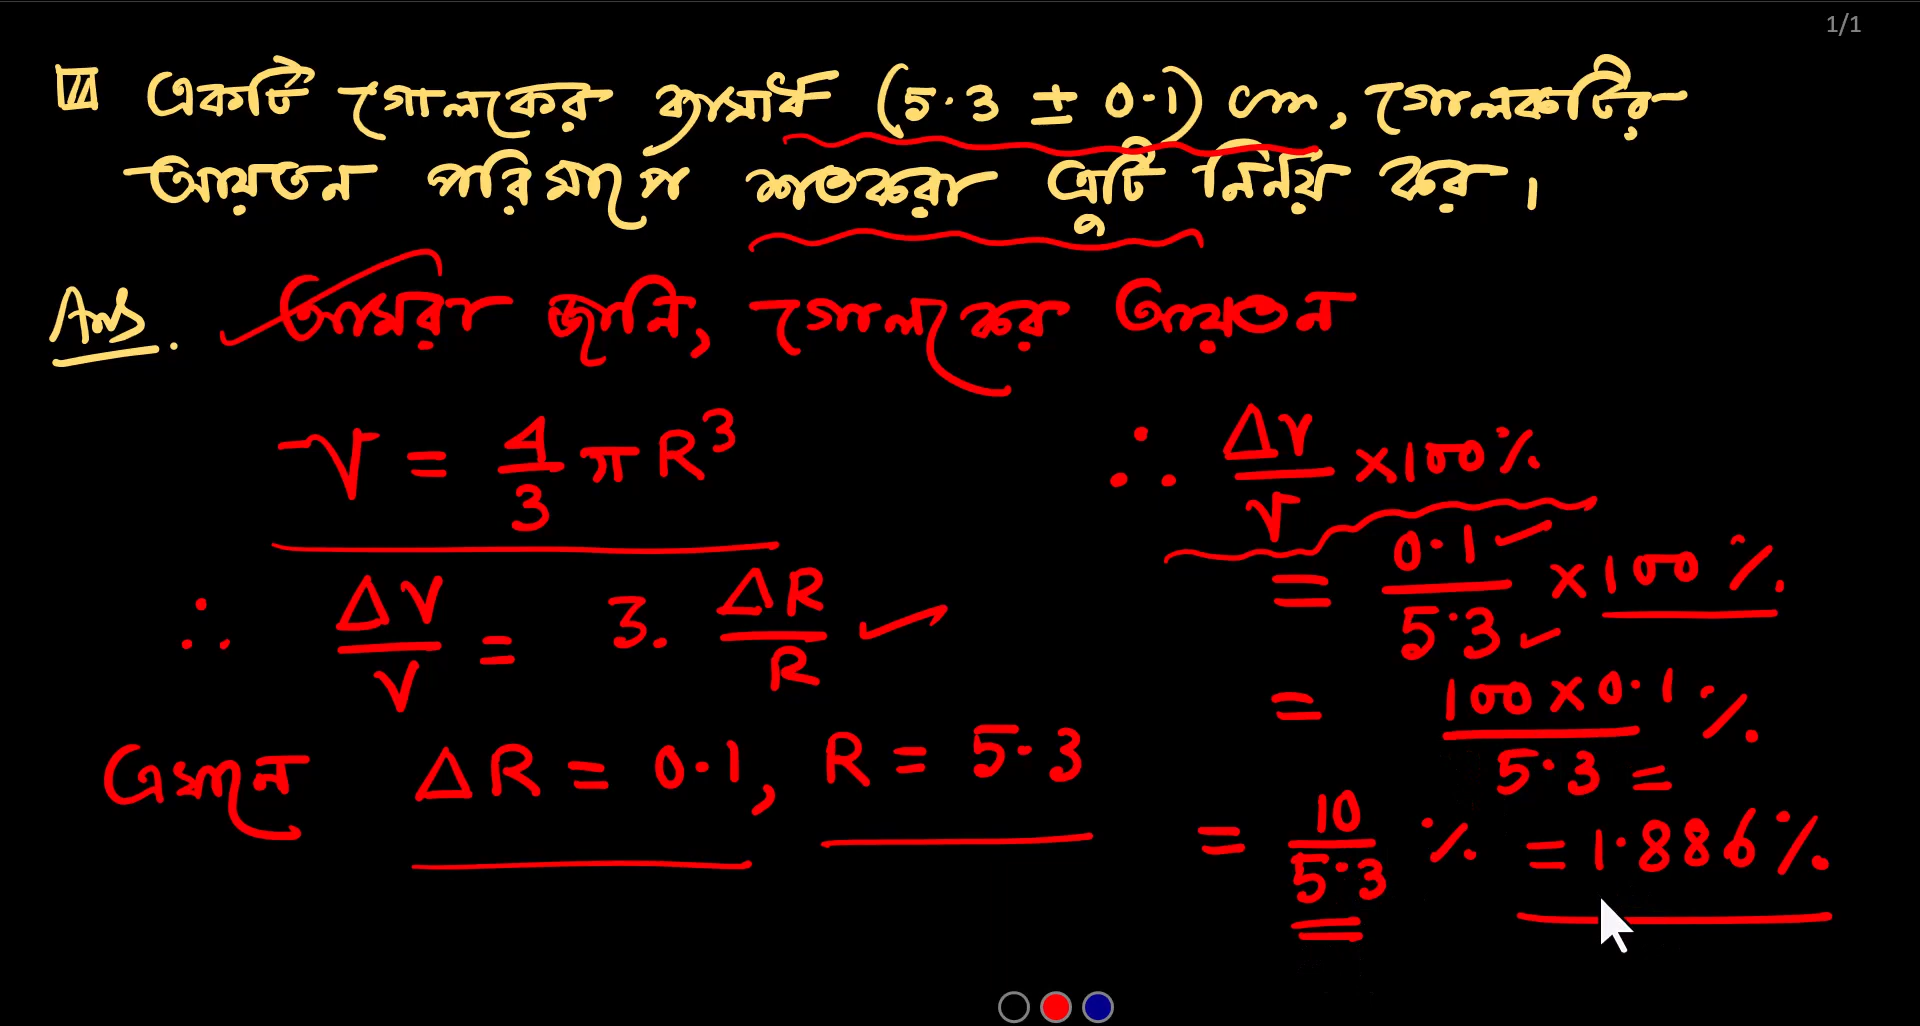 1/1
একটি গোলকের ব্যাসার্ধ (5.3 ± 0.1) cm, গোলকটির
আয়তন পরিমাপে শতকরা ত্রুটি নির্নয় কর।
Ans. আমরা জানি, গোলকের আয়তন
V = 4/3 π R³
∴ ΔV/V = 3. ΔR/R
এখানে ΔR = 0.1, R = 5.3
∴ ΔV/V × 100%
= 0.1/5.3 × 100%
= 100 × 0.1/5.3 % =
= 10/5.3 % = 1.886%